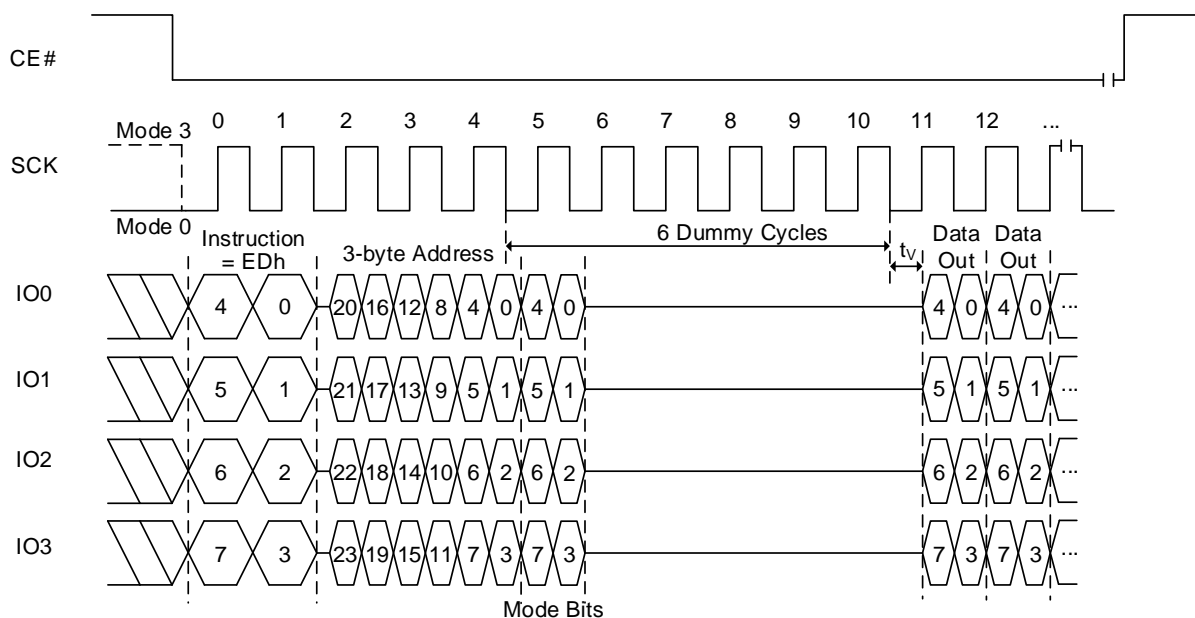 CE#
0 1 2 3 4 5 6 7 8 9 10 11 12 ...
Mode 3
SCK
Mode 0
Instruction
= EDh
3-byte Address
6 Dummy Cycles
tV
Data
Out
Data
Out
IO0 4 0 20 16 12 8 4 0 4 0 4 0 4 0 ...
IO1 5 1 21 17 13 9 5 1 5 1 5 1 5 1 ...
IO2 6 2 22 18 14 10 6 2 6 2 6 2 6 2 ...
IO3 7 3 23 19 15 11 7 3 7 3 7 3 7 3 ...
Mode Bits